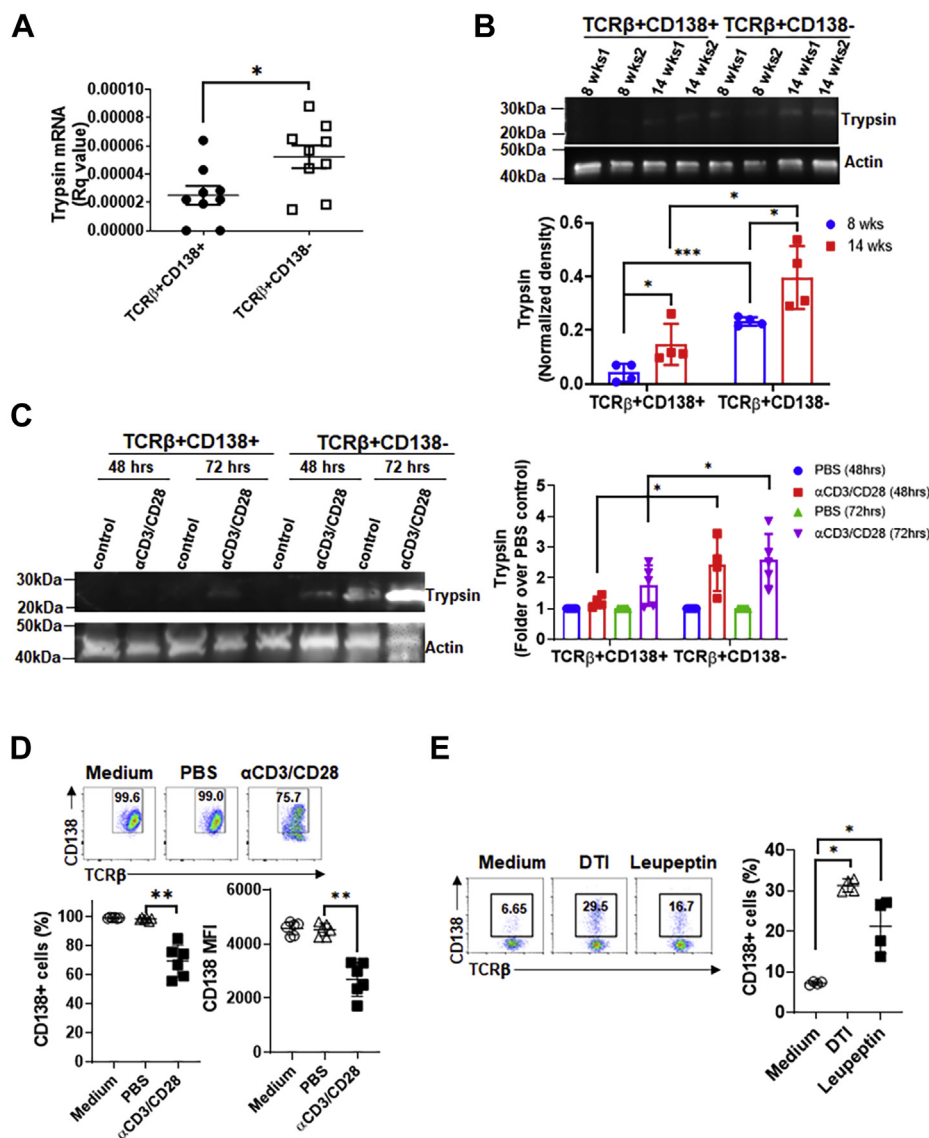 A
*
0.00010
0.00008
0.00006
0.00004
0.00002
0.00000
Trypsin mRNA
(Rq value)
TCRβ+CD138+
TCRβ+CD138-
B
TCRβ+CD138+ TCRβ+CD138-
8 wks1
8 wks2
14 wks1
14 wks2
8 wks1
8 wks2
14 wks1
14 wks2
30kDa
20kDa
Trypsin
50kDa
40kDa
Actin
*
*
***
*
8 wks
14 wks
0.6
0.4
0.2
0.0
Trypsin
(Normalized density)
TCRβ+CD138+
TCRβ+CD138-
C
TCRβ+CD138+
TCRβ+CD138-
48 hrs
72 hrs
48 hrs
72 hrs
control
αCD3/CD28
control
αCD3/CD28
control
αCD3/CD28
control
αCD3/CD28
30kDa
20kDa
Trypsin
50kDa
40kDa
Actin
5
4
3
2
1
0
Trypsin
(Folder over PBS control)
*
*
PBS (48hrs)
αCD3/CD28 (48hrs)
PBS (72hrs)
αCD3/CD28 (72hrs)
TCRβ+CD138+
TCRβ+CD138-
D
Medium
PBS
αCD3/CD28
99.6
99.0
75.7
CD138
TCRβ
**
100
80
60
40
20
0
CD138+ cells (%)
Medium
PBS
αCD3/CD28
**
6000
4000
2000
0
CD138 MFI
Medium
PBS
αCD3/CD28
E
Medium
DTI
Leupeptin
6.65
29.5
16.7
CD138
TCRβ
*
*
40
30
20
10
0
CD138+ cells (%)
Medium
DTI
Leupeptin